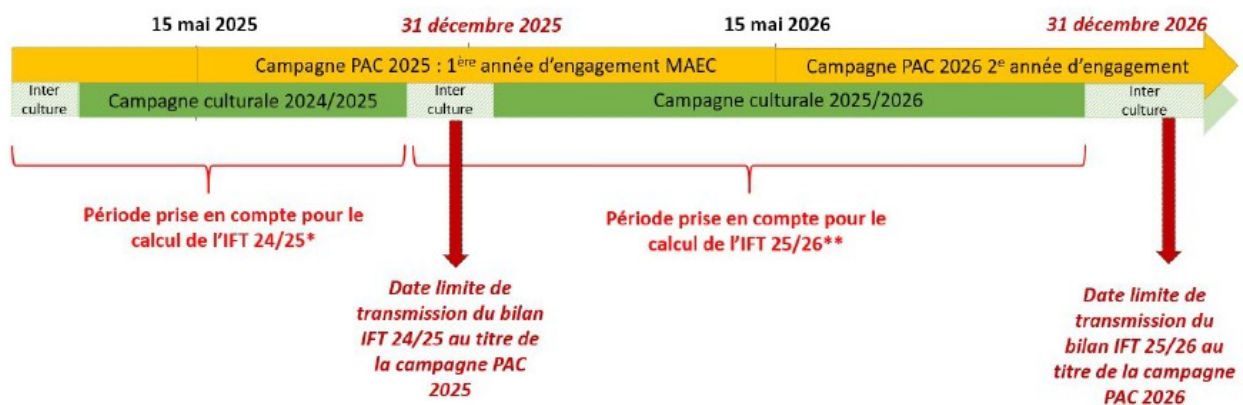 15 mai 2025
31 décembre 2025
15 mai 2026
31 décembre 2026
Campagne PAC 2025 : 1ère année d'engagement MAEC
Campagne PAC 2026 2e année d'engagement
Inter
culture
Campagne culturale 2024/2025
Inter
culture
Campagne culturale 2025/2026
Inter
culture
Période prise en compte pour le
calcul de l'IFT 24/25*
Période prise en compte pour le
calcul de l'IFT 25/26**
Date limite de
transmission du bilan
IFT 24/25 au titre de
la campagne PAC
2025
Date limite de
transmission du
bilan IFT 25/26 au
titre de la campagne
PAC 2026